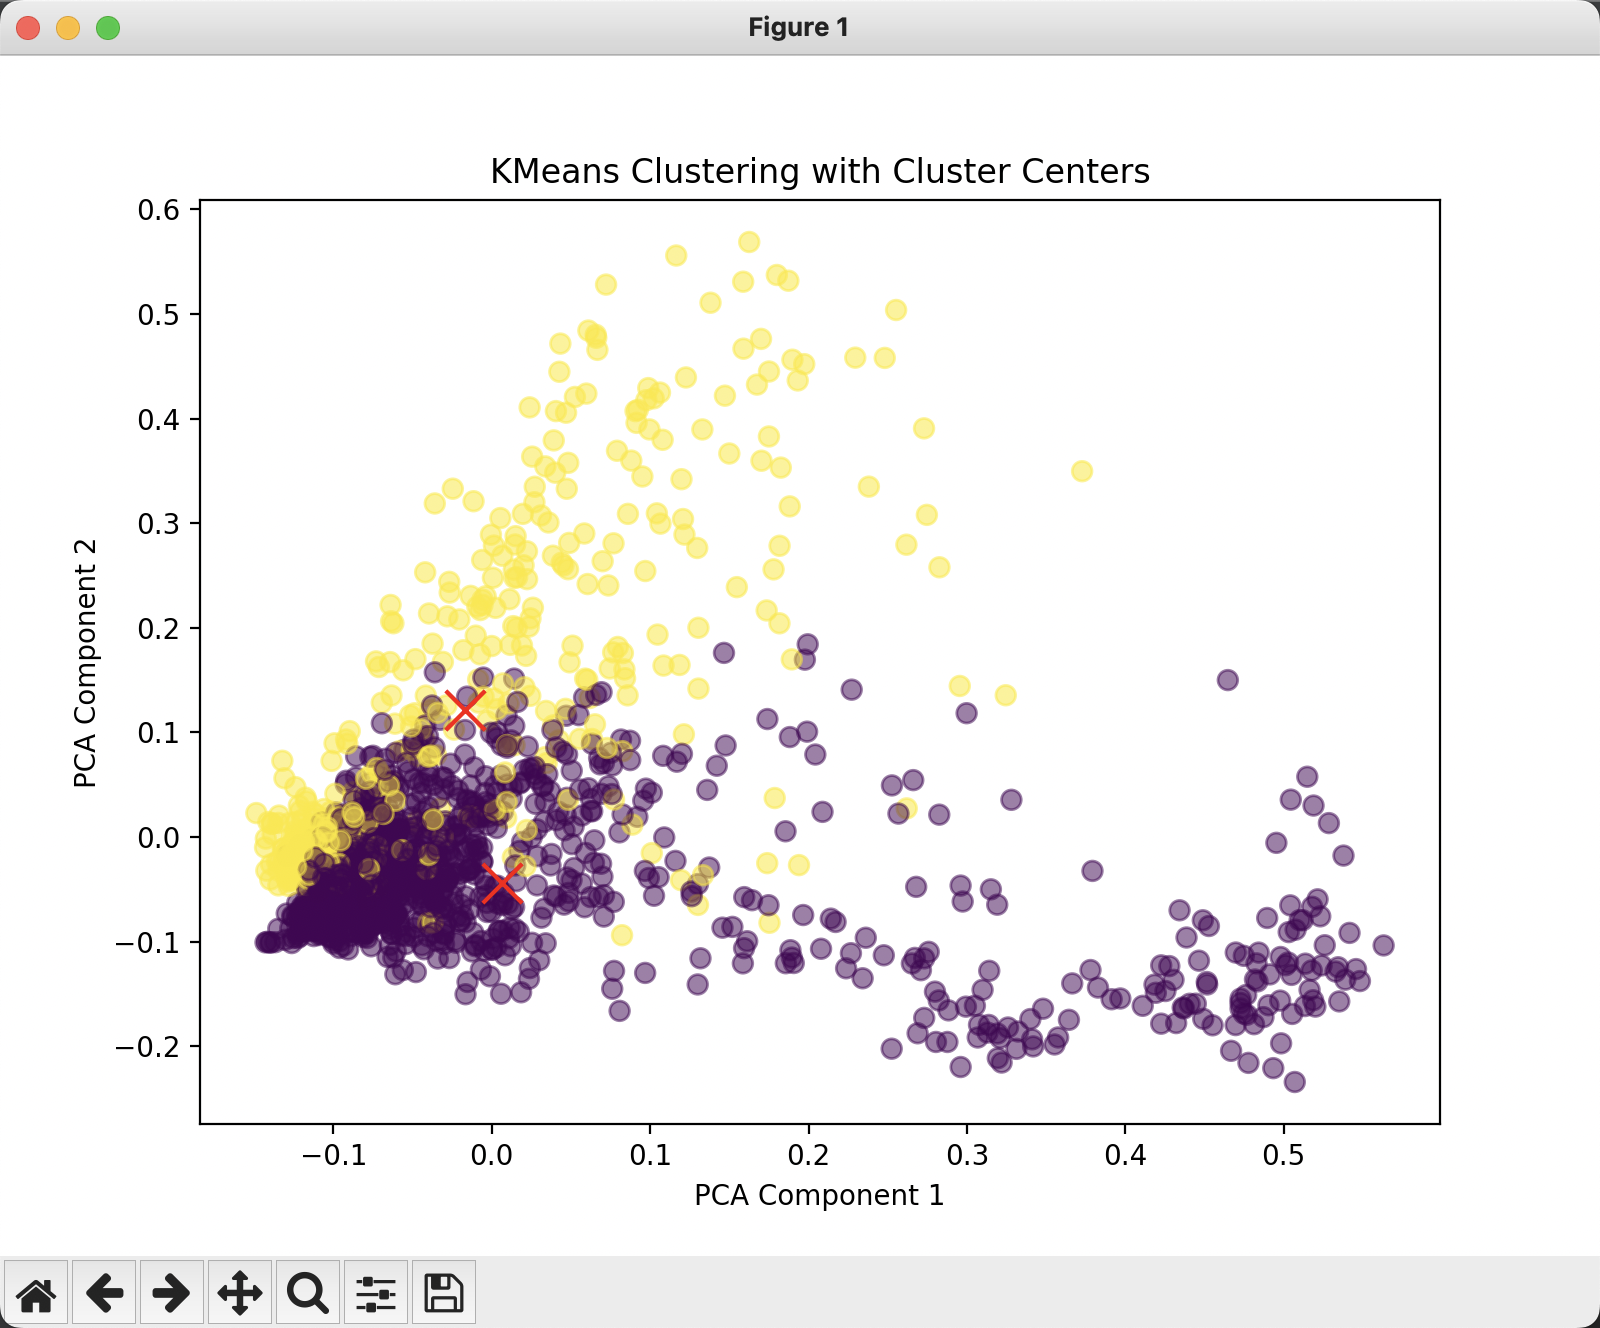 Figure 1
KMeans Clustering with Cluster Centers
0.6
0.5
0.4
0.3
0.2
0.1
0.0
−0.1
−0.2
PCA Component 2
−0.1 0.0 0.1 0.2 0.3 0.4 0.5
PCA Component 1